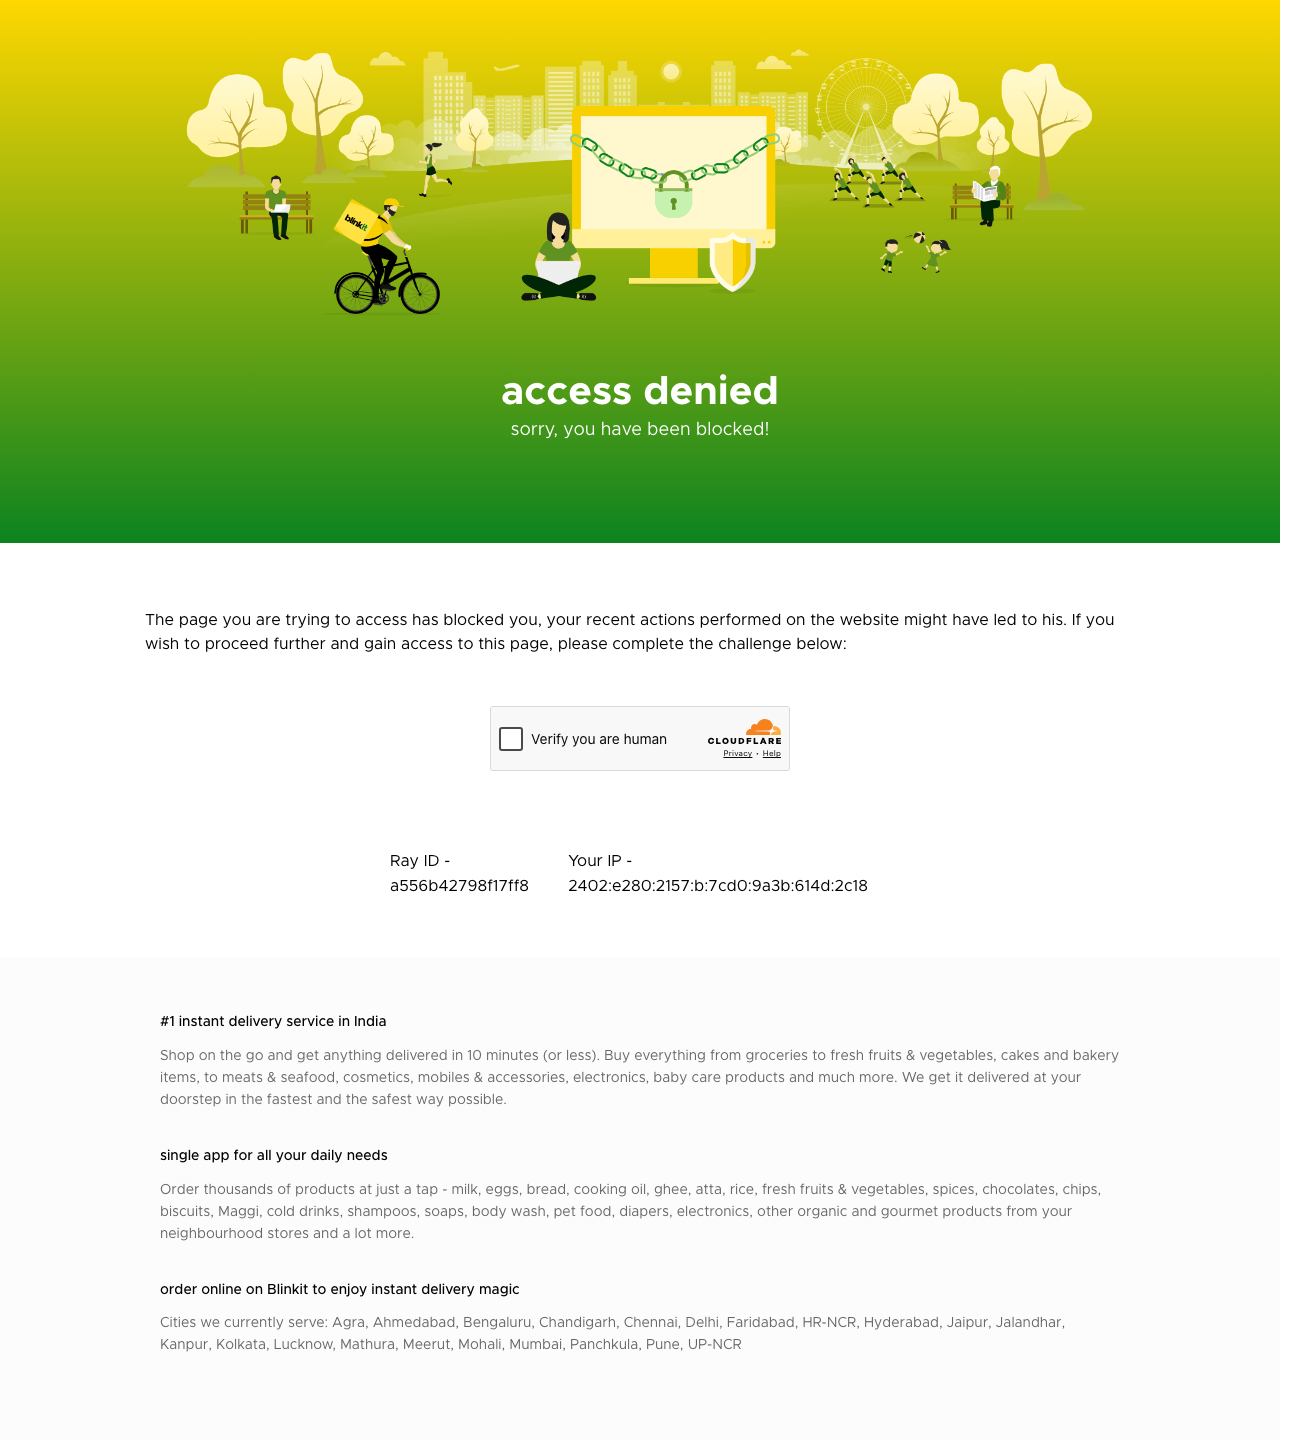 blinkit
access denied
sorry, you have been blocked!
The page you are trying to access has blocked you, your recent actions performed on the website might have led to his. If you
wish to proceed further and gain access to this page, please complete the challenge below:
Verify you are human
CLOUDFLARE
Privacy · Help
Ray ID -
a556b42798f17ff8
Your IP -
2402:e280:2157:b:7cd0:9a3b:614d:2c18
#1 instant delivery service in India
Shop on the go and get anything delivered in 10 minutes (or less). Buy everything from groceries to fresh fruits & vegetables, cakes and bakery
items, to meats & seafood, cosmetics, mobiles & accessories, electronics, baby care products and much more. We get it delivered at your
doorstep in the fastest and the safest way possible.
single app for all your daily needs
Order thousands of products at just a tap - milk, eggs, bread, cooking oil, ghee, atta, rice, fresh fruits & vegetables, spices, chocolates, chips,
biscuits, Maggi, cold drinks, shampoos, soaps, body wash, pet food, diapers, electronics, other organic and gourmet products from your
neighbourhood stores and a lot more.
order online on Blinkit to enjoy instant delivery magic
Cities we currently serve: Agra, Ahmedabad, Bengaluru, Chandigarh, Chennai, Delhi, Faridabad, HR-NCR, Hyderabad, Jaipur, Jalandhar,
Kanpur, Kolkata, Lucknow, Mathura, Meerut, Mohali, Mumbai, Panchkula, Pune, UP-NCR